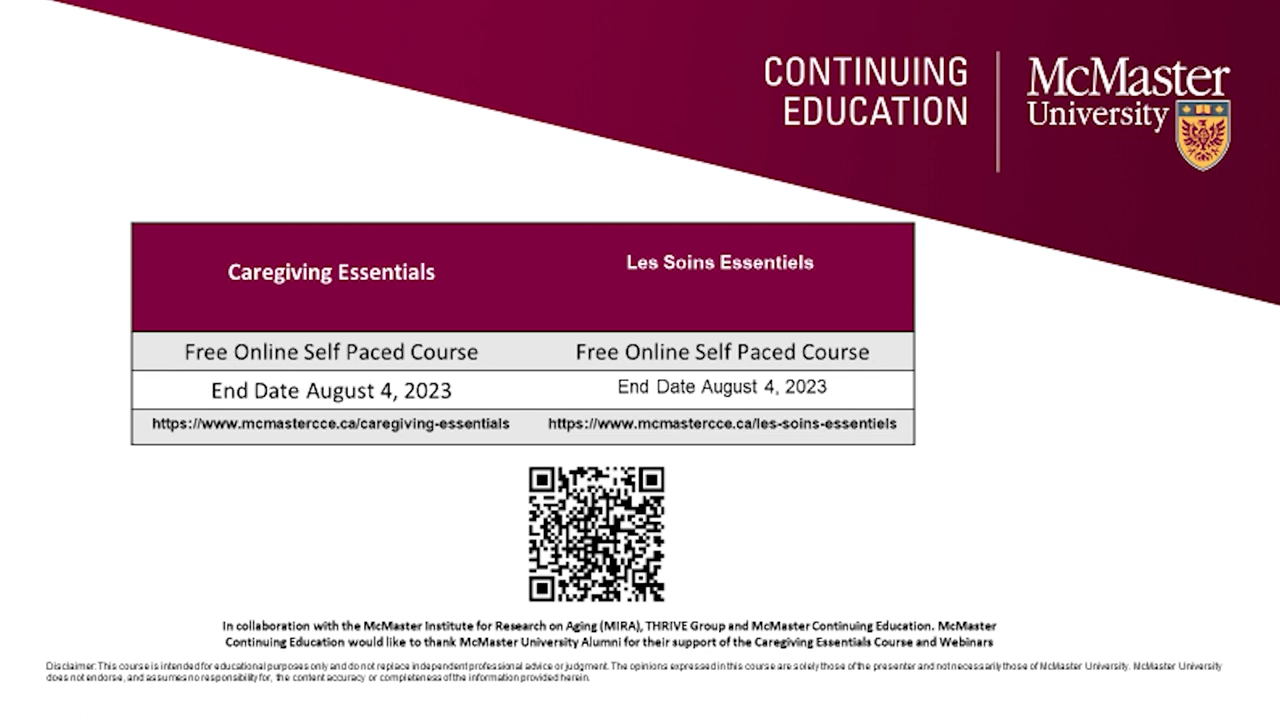 CONTINUING
EDUCATION
McMaster
University
Caregiving Essentials
Les Soins Essentiels
Free Online Self Paced Course
Free Online Self Paced Course
End Date August 4, 2023
End Date August 4, 2023
https://www.mcmastercce.ca/caregiving-essentials
https://www.mcmastercce.ca/les-soins-essentiels
In collaboration with the McMaster Institute for Research on Aging (MIRA), THRIVE Group and McMaster Continuing Education. McMaster
Continuing Education would like to thank McMaster University Alumni for their support of the Caregiving Essentials Course and Webinars
Disclaimer: This course is intended for educational purposes only and do not replace independent professional advice or judgment. The opinions expressed in this course are solely those of the presenter and not necessarily those of McMaster University. McMaster University
does not endorse, and assumes no responsibility for, the content accuracy or completeness of the information provided herein.